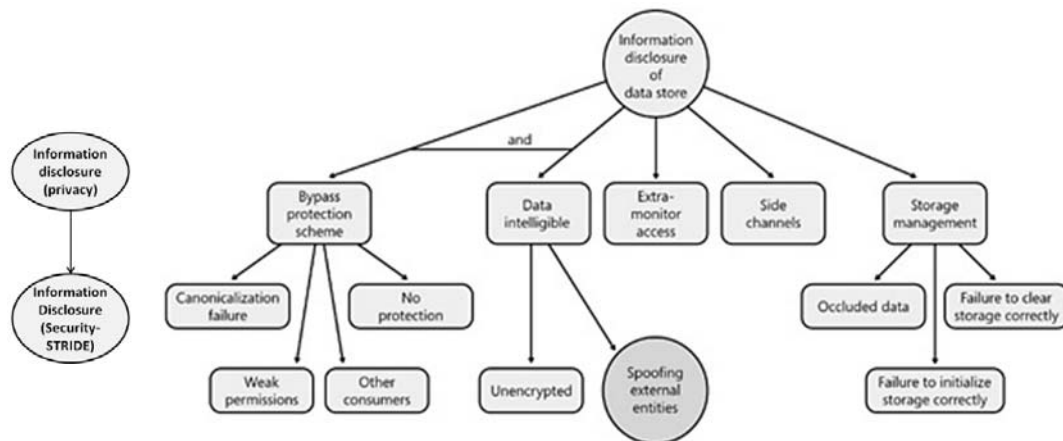 Information
disclosure
of
data store
and
Information
disclosure
(privacy)
Bypass
protection
scheme
Data
intelligible
Extra-
monitor
access
Side
channels
Storage
management
Information
Disclosure
(Security-
STRIDE)
Canonicalization
failure
No
protection
Occluded data
Failure to clear
storage correctly
Weak
permissions
Other
consumers
Unencrypted
Spoofing
external
entities
Failure to initialize
storage correctly